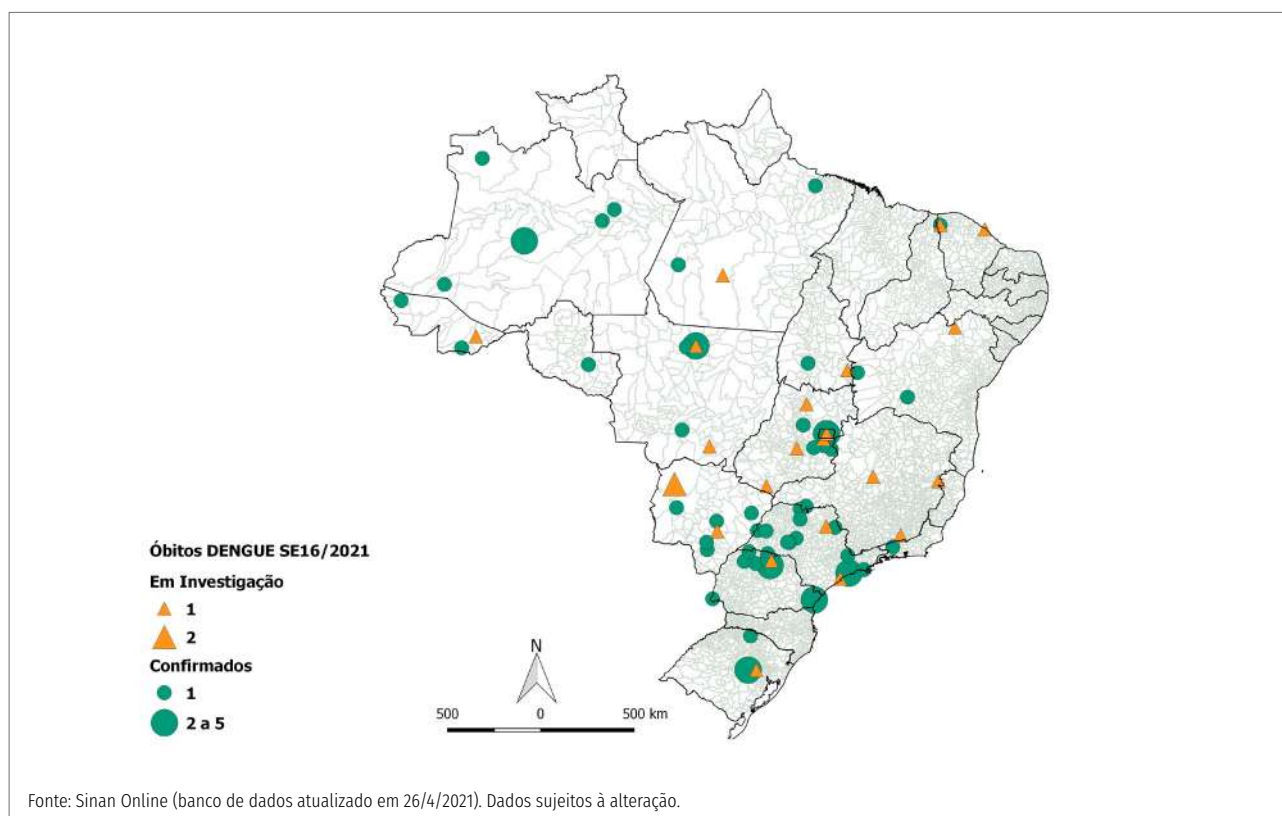 Óbitos DENGUE SE16/2021
Em Investigação
1
2
Confirmados
1
2 a 5
N
500 0 500 km
Fonte: Sinan Online (banco de dados atualizado em 26/4/2021). Dados sujeitos à alteração.